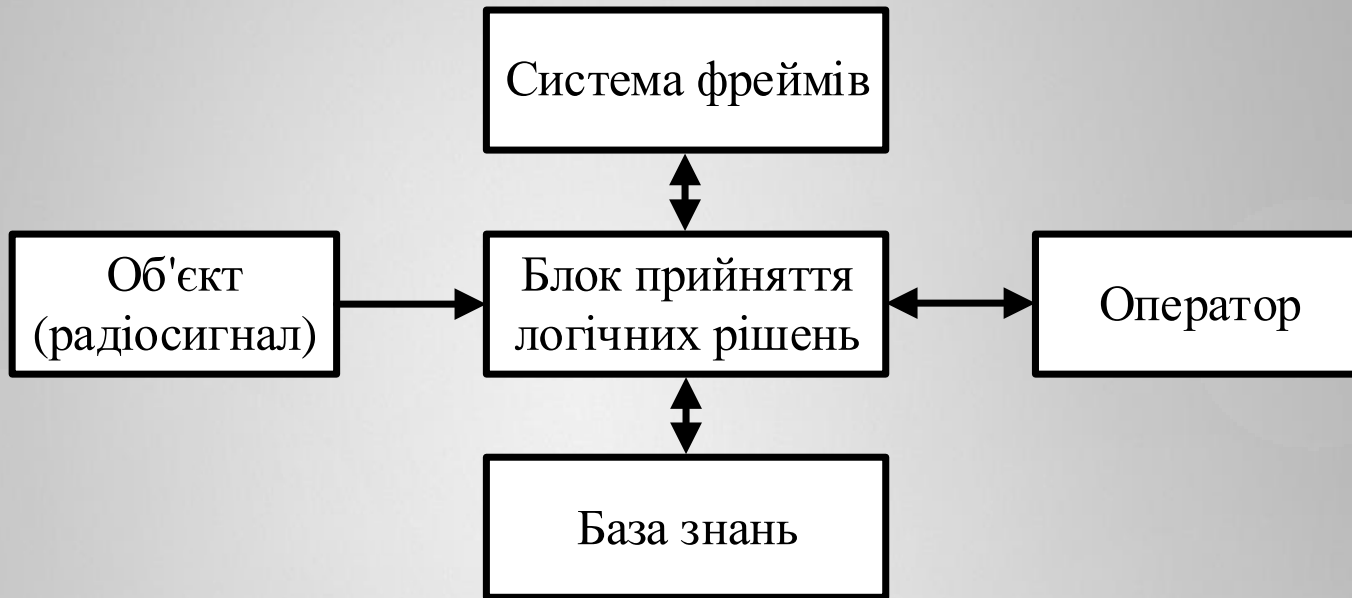 Система фреймів
Об'єкт
(радіосигнал)
Блок прийняття
логічних рішень
Оператор
База знань